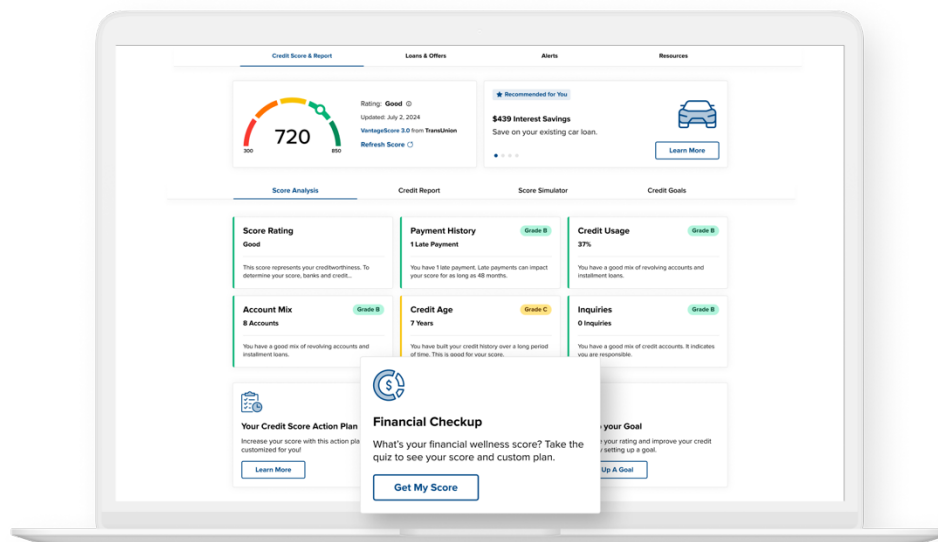 Credit Score & Report
Loans & Offers
Alerts
Resources
720
300
850
Rating: Good
Updated: July 2, 2024
VantageScore 3.0 from TransUnion
Refresh Score
Recommended for You
$439 Interest Savings
Save on your existing car loan.
Learn More
Score Analysis
Credit Report
Score Simulator
Credit Goals
Score Rating
Good
This score represents your creditworthiness. To
determine your score, banks and credit...
Payment History
Grade B
1 Late Payment
You have 1 late payment. Late payments can impact
your score for as long as 48 months.
Credit Usage
Grade B
37%
You have a good mix of revolving accounts and
installment loans.
Account Mix
Grade B
8 Accounts
You have a good mix of revolving accounts and
installment loans.
Credit Age
Grade C
7 Years
You have built your credit history over a long period
of time. This is good for your score.
Inquiries
Grade B
0 Inquiries
You have a good mix of credit accounts. It indicates
you are responsible.
Your Credit Score Action Plan
Increase your score with this action pla
customized for you!
Learn More
Financial Checkup
What's your financial wellness score? Take the
quiz to see your score and custom plan.
Get My Score
your Goal
your rating and improve your credit
setting up a goal.
Up A Goal